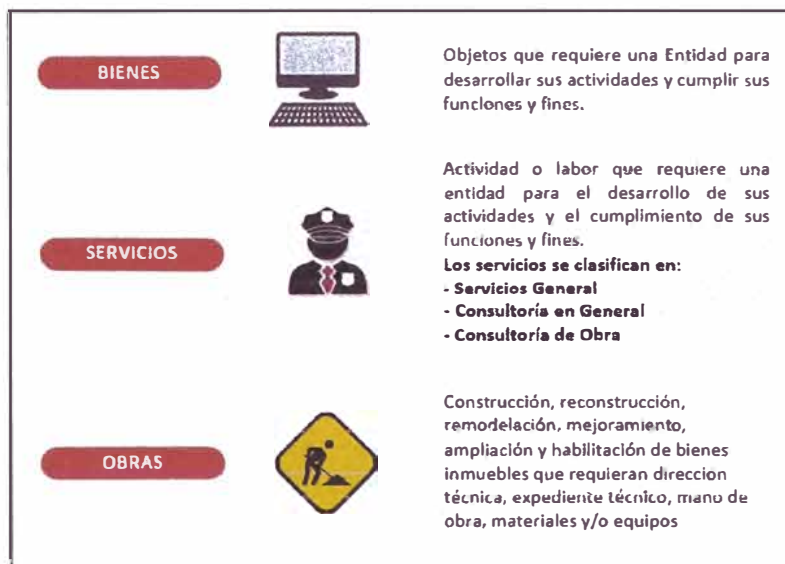 BIENES
Objetos que requiere una Entidad para
desarrollar sus actividades y cumplir sus
funciones y fines.
SERVICIOS
Actividad o labor que requiere una
entidad para el desarrollo de sus
actividades y el cumplimiento de sus
funciones y fines.
Los servicios se clasifican en:
- Servicios General
- Consultoría en General
- Consultoría de Obra
OBRAS
Construcción, reconstrucción,
remodelación, mejoramiento,
ampliación y habilitación de bienes
inmuebles que requieran direccion
técnica, expediente técnico, mano de
obra, materiales y/o equipos